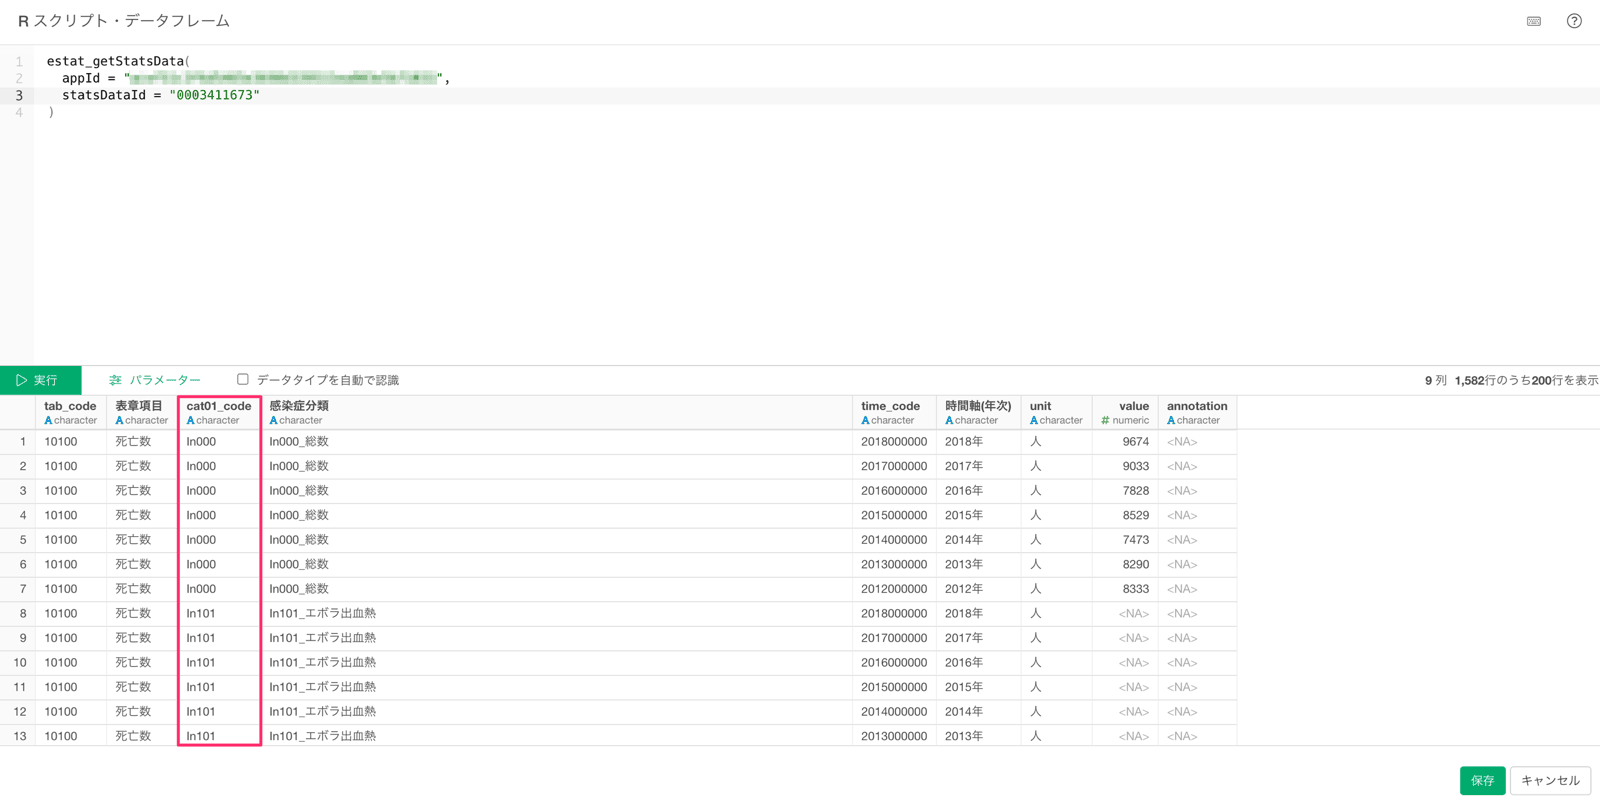 R スクリプト・データフレーム
1 estat_getStatsData(
2 appId = "",
3 statsDataId = "0003411673"
4 )
実行 パラメーター データタイプを自動で認識 9 列 1,582行のうち200行を表示
tab_code 表章項目 cat01_code 感染症分類 time_code 時間軸(年次) unit value annotation
A character A character A character A character A character A character A character # numeric A character
1 10100 死亡数 In000 In000_総数 2018000000 2018年 人 9674 <NA>
2 10100 死亡数 In000 In000_総数 2017000000 2017年 人 9033 <NA>
3 10100 死亡数 In000 In000_総数 2016000000 2016年 人 7828 <NA>
4 10100 死亡数 In000 In000_総数 2015000000 2015年 人 8529 <NA>
5 10100 死亡数 In000 In000_総数 2014000000 2014年 人 7473 <NA>
6 10100 死亡数 In000 In000_総数 2013000000 2013年 人 8290 <NA>
7 10100 死亡数 In000 In000_総数 2012000000 2012年 人 8333 <NA>
8 10100 死亡数 In101 In101_エボラ出血熱 2018000000 2018年 人 <NA> <NA>
9 10100 死亡数 In101 In101_エボラ出血熱 2017000000 2017年 人 <NA> <NA>
10 10100 死亡数 In101 In101_エボラ出血熱 2016000000 2016年 人 <NA> <NA>
11 10100 死亡数 In101 In101_エボラ出血熱 2015000000 2015年 人 <NA> <NA>
12 10100 死亡数 In101 In101_エボラ出血熱 2014000000 2014年 人 <NA> <NA>
13 10100 死亡数 In101 In101_エボラ出血熱 2013000000 2013年 人 <NA> <NA>
保存 キャンセル